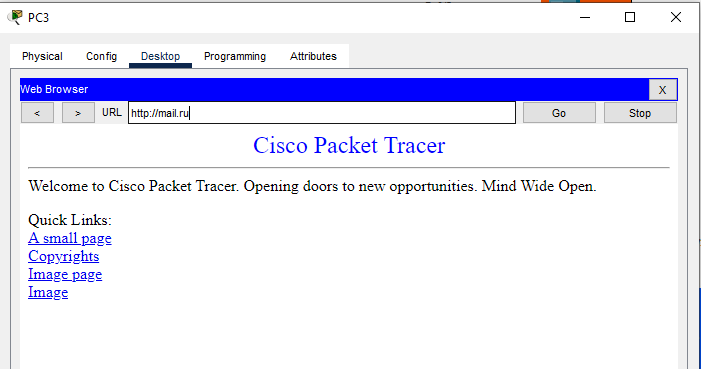 PC3
Physical Config Desktop Programming Attributes
Web Browser X
< > URL http://mail.ru Go Stop
Cisco Packet Tracer
Welcome to Cisco Packet Tracer. Opening doors to new opportunities. Mind Wide Open.
Quick Links:
A small page
Copyrights
Image page
Image